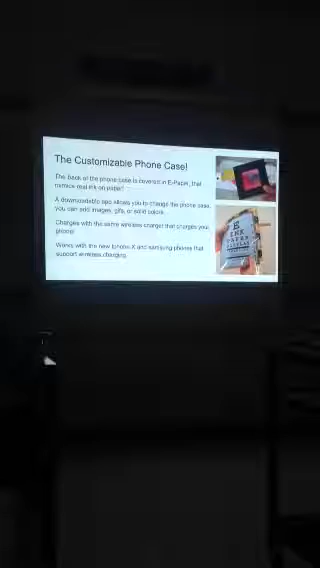 The Customizable Phone Case!
The back of the phone case is covered in E-Paper, that
mimics real ink on paper!
A downloadable app allows you to change the phone case,
you can add images, gifs, or solid colors.
Charges with the same wireless charger that charges your
phone!
Works with the new Iphone X and samsung phones that
support wireless charging
E
INK
PAPER
DISPLAY